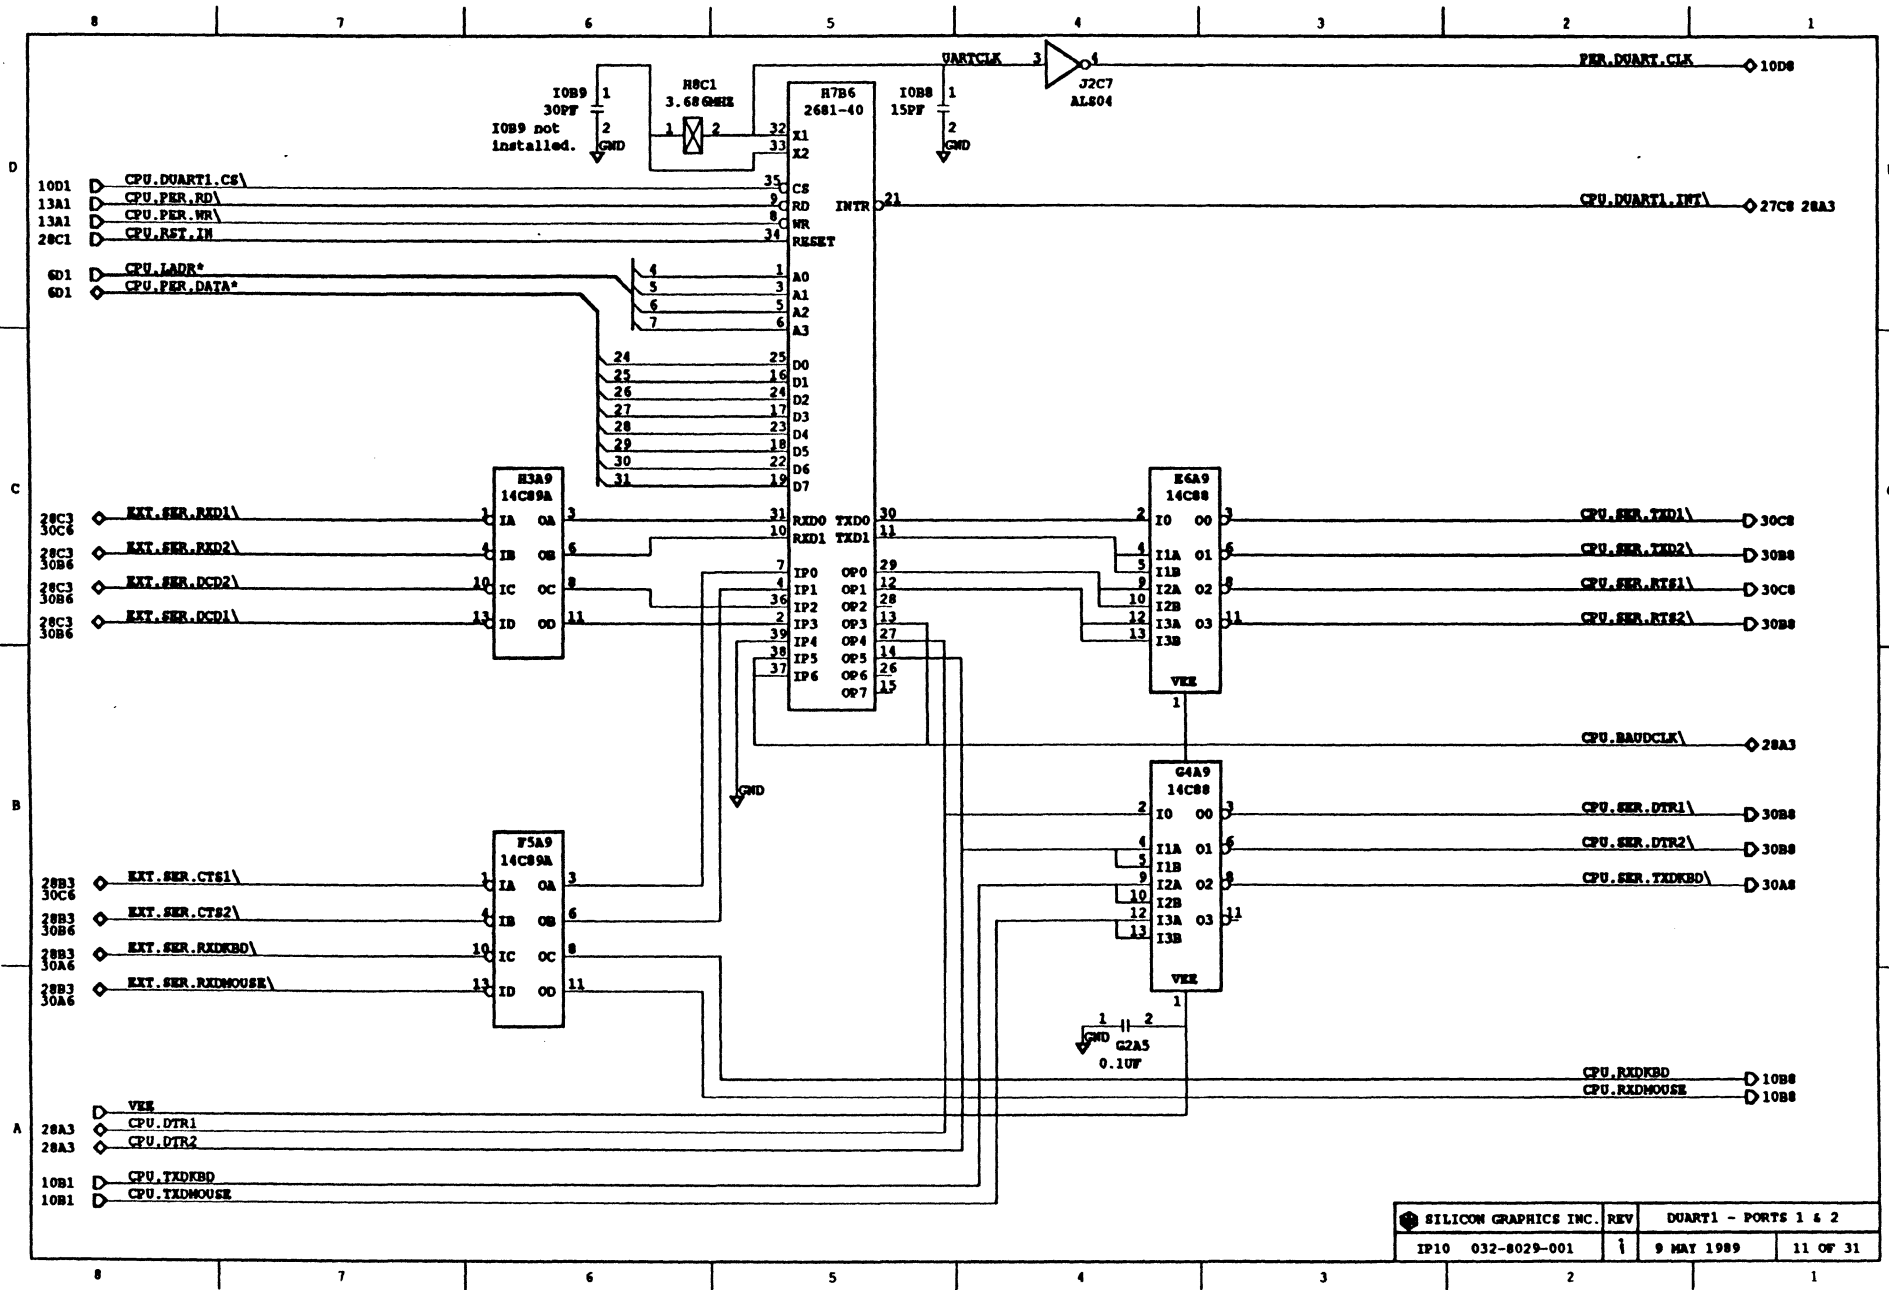 8 7 6 5 4 3 2 1
UARTCLK 3 4 PER.DUART.CLK 10D8
J2C7
ALS04
I0B9 1
30PF
2
GND
I0B9 not
installed.
H8C1
3.686MHZ
1 2
H7B6
2681-40
I0B8 1
15PF
2
GND
32 X1
33 X2
D
10D1 CPU.DUART1.CS\ 35 CS
13A1 CPU.PER.RD\ 9 RD INTR 21 CPU.DUART1.INT\ 27C8 28A3
13A1 CPU.PER.WR\ 8 WR
28C1 CPU.RST.IN 34 RESET
6D1 CPU.LADR*
6D1 CPU.PER.DATA*
4 1 A0
5 3 A1
6 5 A2
7 6 A3
24 25 D0
25 16 D1
26 24 D2
27 17 D3
28 23 D4
29 18 D5
30 22 D6
31 19 D7
C
H3A9
14C89A
E6A9
14C88
28C3 30C6 EXT.SER.RXD1\ 1 IA OA 3 31 RXD0 TXD0 30 2 I0 O0 3 CPU.SER.TXD1\ 30C8
10 RXD1 TXD1 11
28C3 30B6 EXT.SER.RXD2\ 4 IB OB 6 4 I1A O1 6 CPU.SER.TXD2\ 30B8
7 IP0 OP0 29 5 I1B
28C3 30B6 EXT.SER.DCD2\ 10 IC OC 8 4 IP1 OP1 12 9 I2A O2 8 CPU.SER.RTS1\ 30C8
36 IP2 OP2 28 10 I2B
28C3 30B6 EXT.SER.DCD1\ 13 ID OD 11 2 IP3 OP3 13 12 I3A O3 11 CPU.SER.RTS2\ 30B8
39 IP4 OP4 27 13 I3B
38 IP5 OP5 14
37 IP6 OP6 26
OP7 15
VEE
1
CPU.BAUDCLK\ 28A3
GND
B
G4A9
14C88
2 I0 O0 3 CPU.SER.DTR1\ 30B8
4 I1A O1 6 CPU.SER.DTR2\ 30B8
5 I1B
9 I2A O2 8 CPU.SER.TXDKBD\ 30A8
10 I2B
12 I3A O3 11
13 I3B
VEE
1
F5A9
14C89A
28B3 30C6 EXT.SER.CTS1\ 1 IA OA 3
28B3 30B6 EXT.SER.CTS2\ 4 IB OB 6
28B3 30A6 EXT.SER.RXDKBD\ 10 IC OC 8
28B3 30A6 EXT.SER.RXDMOUSE\ 13 ID OD 11
1 2
GND G2A5
0.1UF
CPU.RXDKBD 10B8
CPU.RXDMOUSE 10B8
VEE
A
28A3 CPU.DTR1
28A3 CPU.DTR2
10B1 CPU.TXDKBD
10B1 CPU.TXDMOUSE
SILICON GRAPHICS INC. REV DUART1 - PORTS 1 & 2
IP10 032-8029-001 9 MAY 1989 11 OF 31
8 7 6 5 4 3 2 1